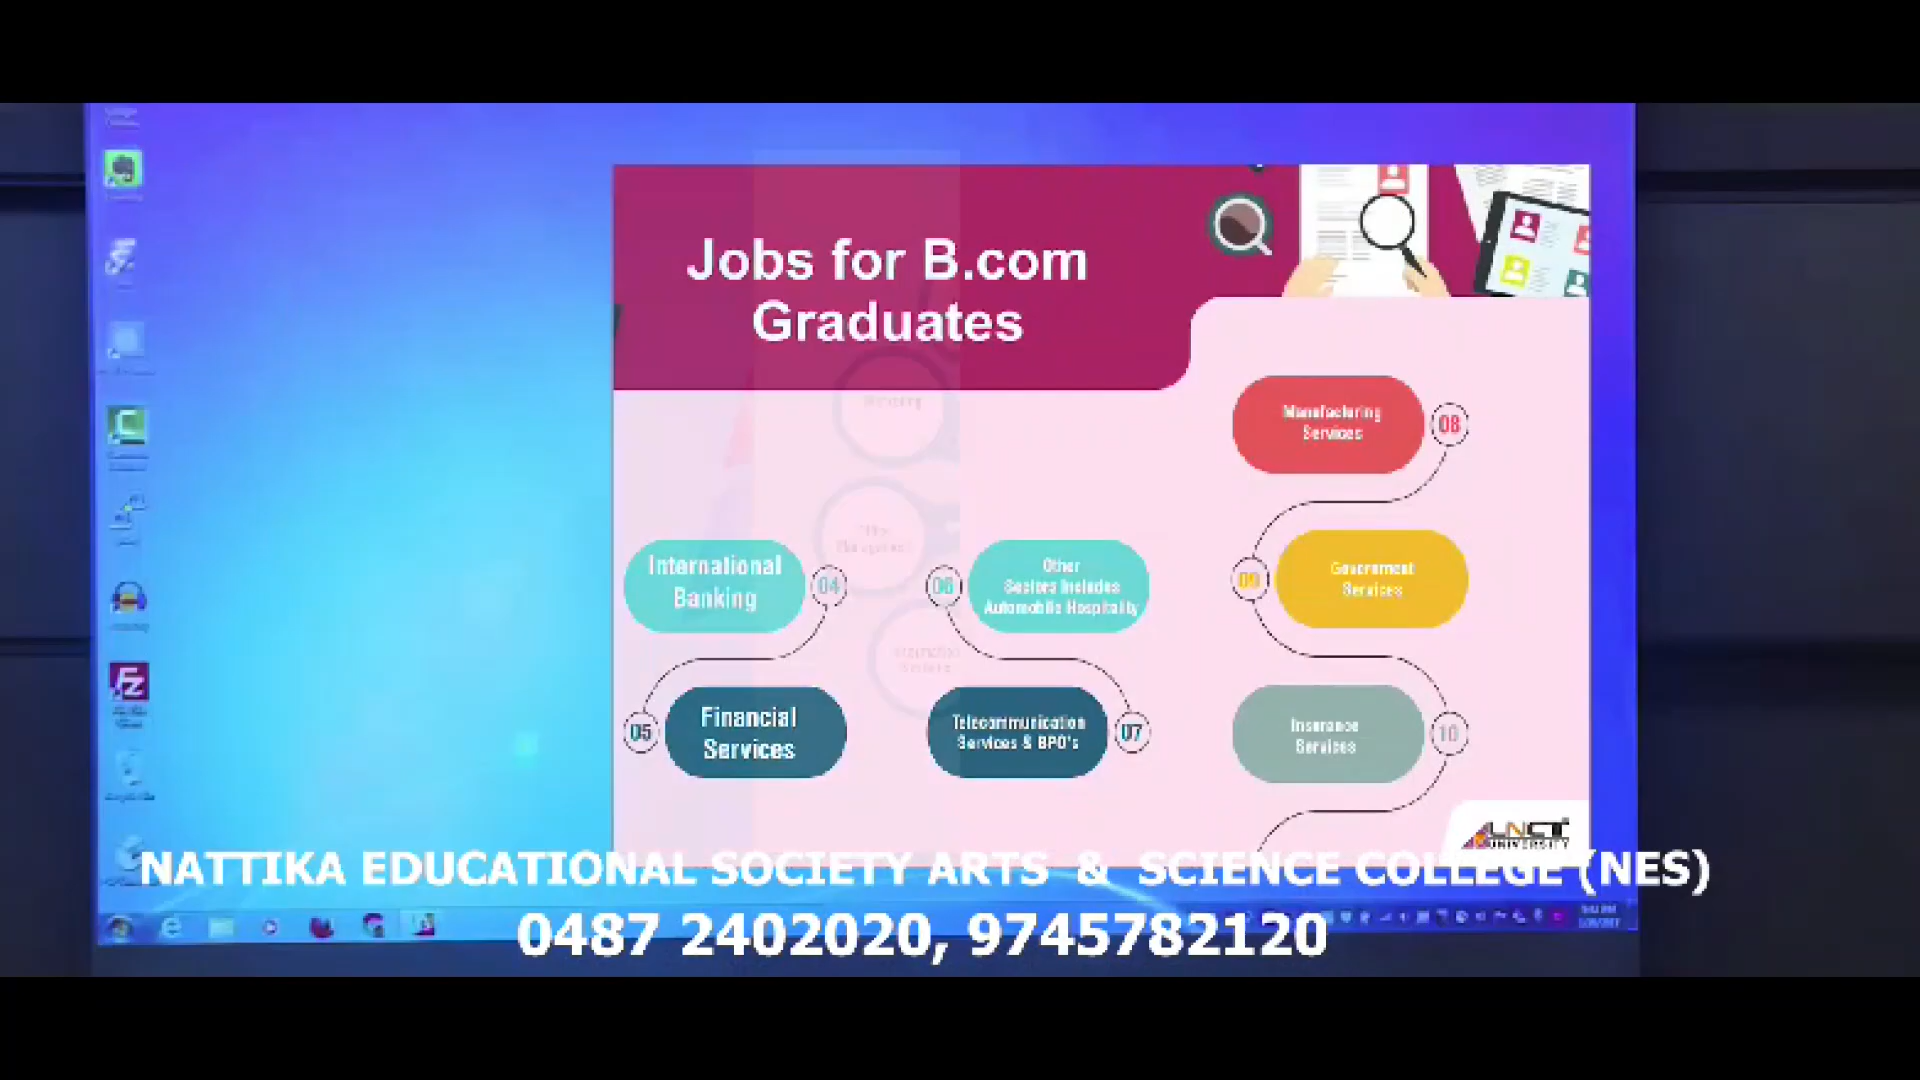 Jobs for B.com
Graduates
Manufacturing
Services
08
International
Banking
04
06
Other
Sectors Includes
Automobile Hospitality
09
Government
Services
05
Financial
Services
Telecommunication
Services & BPO's
07
Insurance
Services
10
LNCT
UNIVERSITY
NATTIKA EDUCATIONAL SOCIETY ARTS & SCIENCE COLLEGE (NES)
0487 2402020, 9745782120